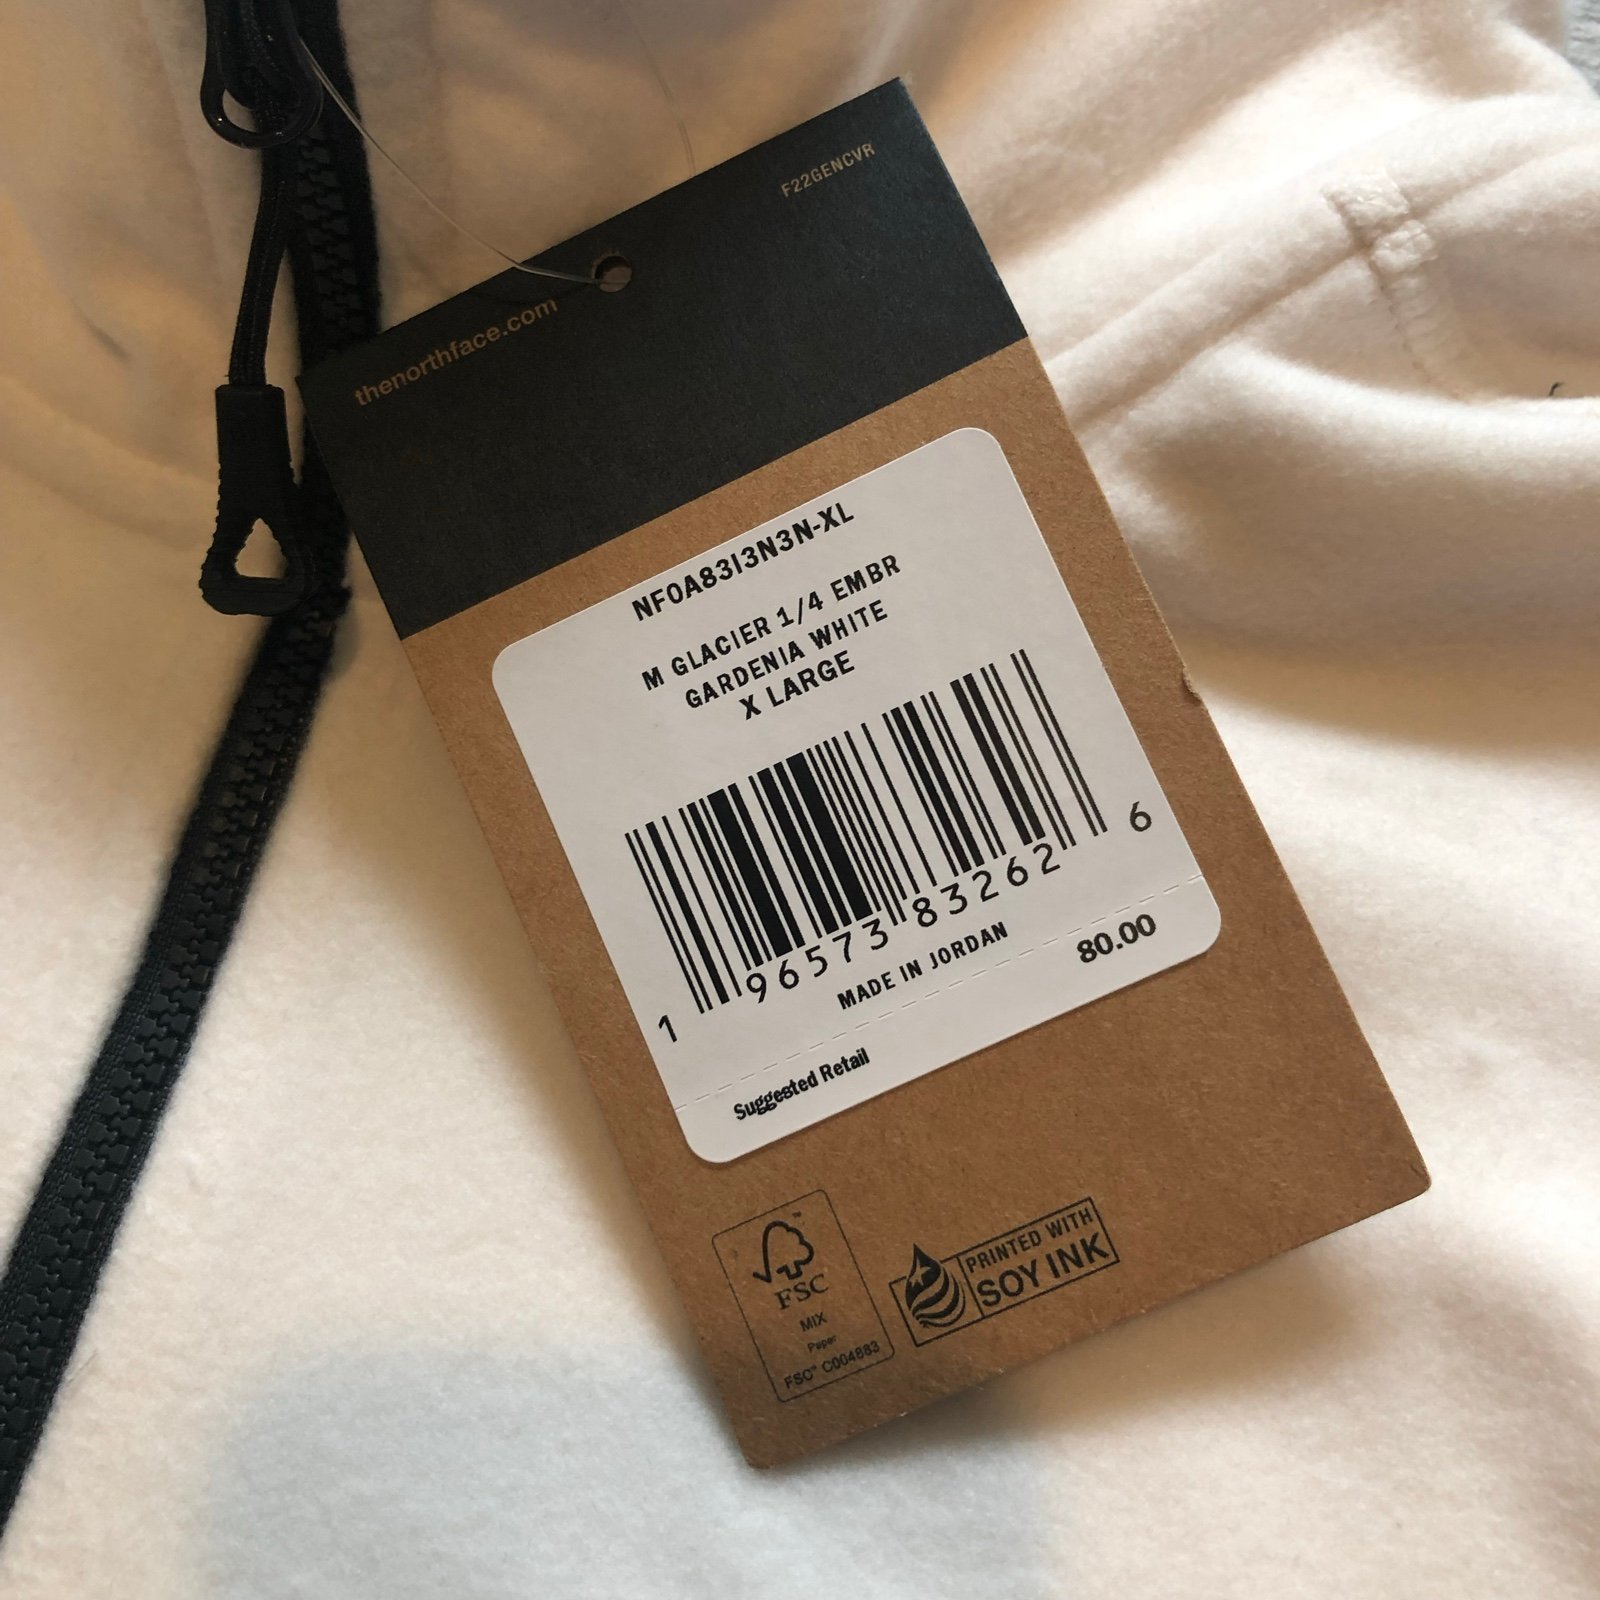 F22GENCVR
thenorthface.com
NF0A83I3N3N-XL
M GLACIER 1/4 EMBR
GARDENIA WHITE
X LARGE
1 96573 83262 6
MADE IN JORDAN
Suggested Retail 80.00
FSC
MIX
Paper
FSC™ C004883
PRINTED WITH
SOY INK